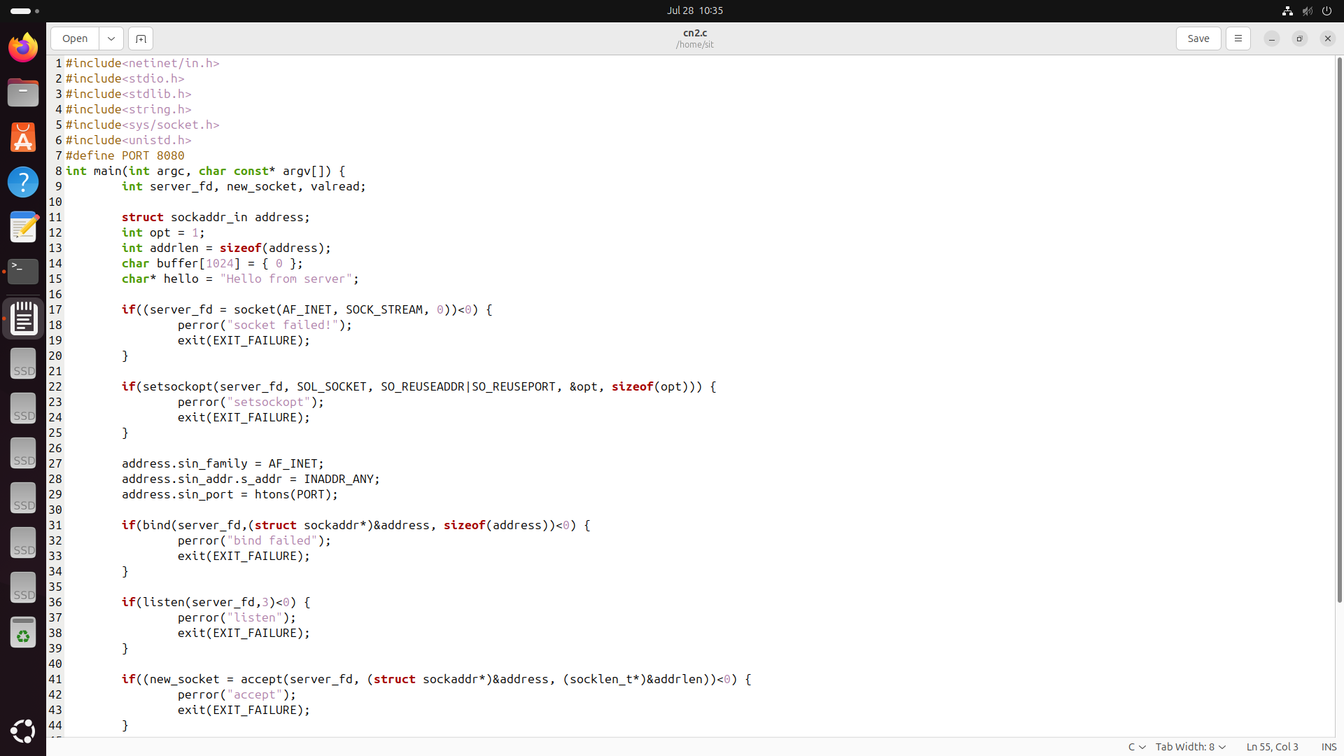 Jul 28 10:35
Open
cn2.c
/home/sit
Save
1 #include<netinet/in.h>
2 #include<stdio.h>
3 #include<stdlib.h>
4 #include<string.h>
5 #include<sys/socket.h>
6 #include<unistd.h>
7 #define PORT 8080
8 int main(int argc, char const* argv[]) {
9 int server_fd, new_socket, valread;
10
11 struct sockaddr_in address;
12 int opt = 1;
13 int addrlen = sizeof(address);
14 char buffer[1024] = { 0 };
15 char* hello = "Hello from server";
16
17 if((server_fd = socket(AF_INET, SOCK_STREAM, 0))<0) {
18 perror("socket failed!");
19 exit(EXIT_FAILURE);
20 }
21
22 if(setsockopt(server_fd, SOL_SOCKET, SO_REUSEADDR|SO_REUSEPORT, &opt, sizeof(opt))) {
23 perror("setsockopt");
24 exit(EXIT_FAILURE);
25 }
26
27 address.sin_family = AF_INET;
28 address.sin_addr.s_addr = INADDR_ANY;
29 address.sin_port = htons(PORT);
30
31 if(bind(server_fd,(struct sockaddr*)&address, sizeof(address))<0) {
32 perror("bind failed");
33 exit(EXIT_FAILURE);
34 }
35
36 if(listen(server_fd,3)<0) {
37 perror("listen");
38 exit(EXIT_FAILURE);
39 }
40
41 if((new_socket = accept(server_fd, (struct sockaddr*)&address, (socklen_t*)&addrlen))<0) {
42 perror("accept");
43 exit(EXIT_FAILURE);
44 }
SSD
SSD
SSD
SSD
SSD
SSD
C Tab Width: 8 Ln 55, Col 3 INS